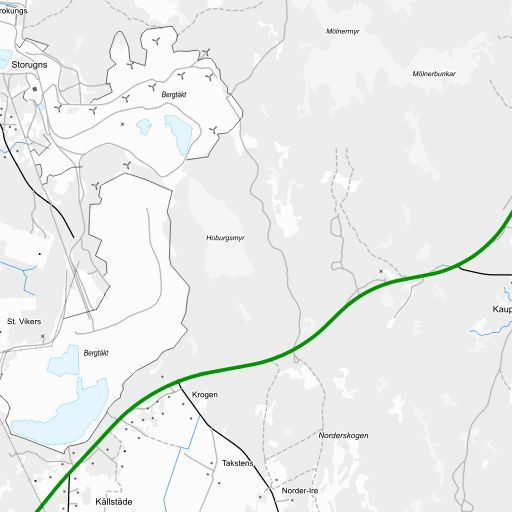 Storugns
Mölnermyr
Mölnerbunkar
Bergtäkt
Hoburgsmyr
St. Vikers
Bergtäkt
Krogen
Norderskogen
Takstens
Norder-Ire
Källstäde